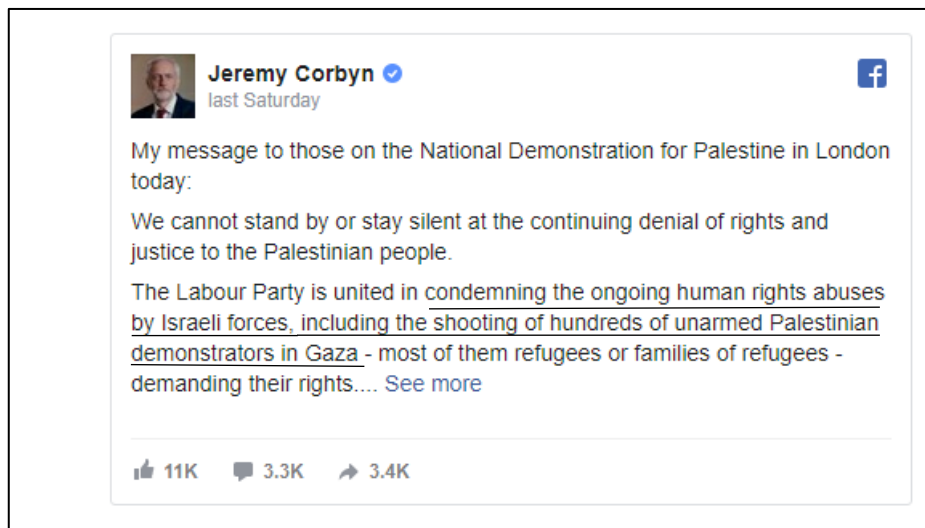 Jeremy Corbyn
last Saturday
My message to those on the National Demonstration for Palestine in London
today:
We cannot stand by or stay silent at the continuing denial of rights and
justice to the Palestinian people.
The Labour Party is united in condemning the ongoing human rights abuses
by Israeli forces, including the shooting of hundreds of unarmed Palestinian
demonstrators in Gaza - most of them refugees or families of refugees -
demanding their rights.... See more
11K 3.3K 3.4K